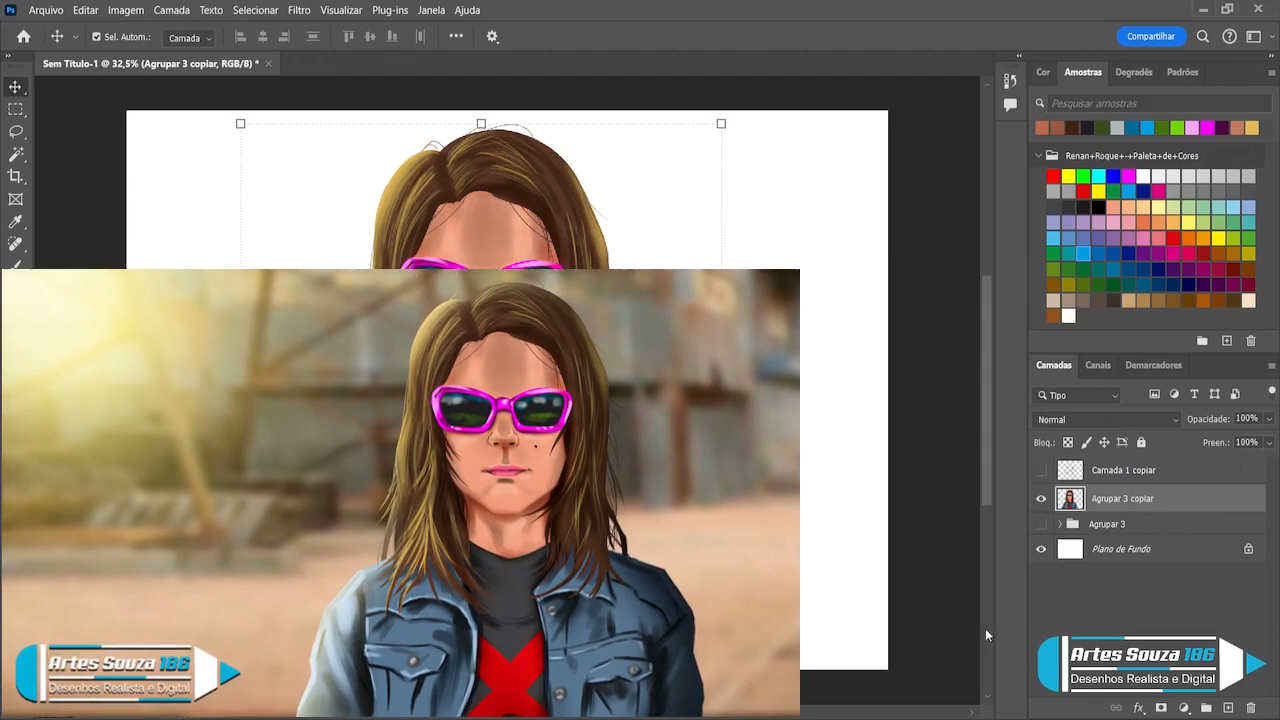 Arquivo Editar Imagem Camada Texto Selecionar Filtro Visualizar Plug-ins Janela Ajuda
Sel. Autom.: Camada Compartilhar
Sem Título-1 @ 32,5% (Agrupar 3 copiar, RGB/8) *
Cor Amostras Degradês Padrões
Pesquisar amostras
Renan+Roque+-+Paleta+de+Cores
Camadas Canais Demarcadores
Tipo
Normal Opacidade: 100%
Bloq.: Preen.: 100%
Camada 1 copiar
Agrupar 3 copiar
Agrupar 3
Plano de Fundo
Artes Souza 186
Desenhos Realista e Digital
Artes Souza 186
Desenhos Realista e Digital